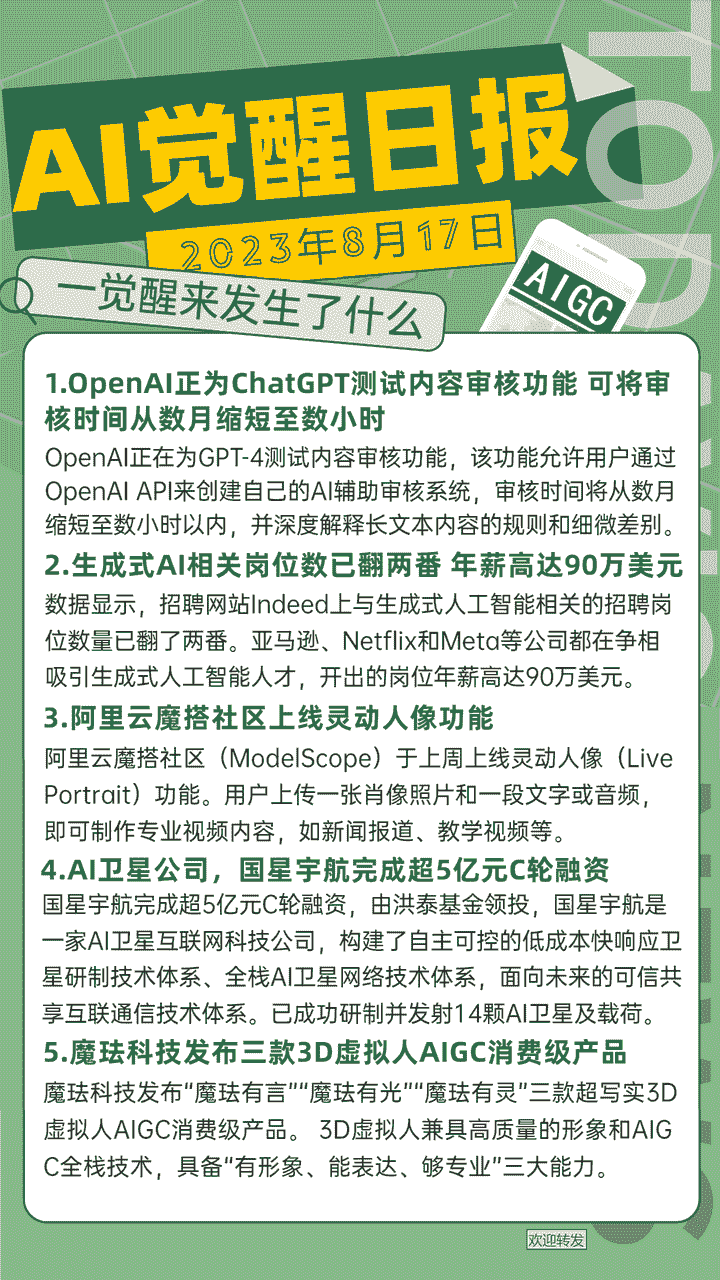 AI觉醒日报
2023年8月17日
一觉醒来发生了什么
AIGC
1.OpenAI正为ChatGPT测试内容审核功能 可将审
核时间从数月缩短至数小时
OpenAI正在为GPT-4测试内容审核功能，该功能允许用户通过
OpenAI API来创建自己的AI辅助审核系统，审核时间将从数月
缩短至数小时以内，并深度解释长文本内容的规则和细微差别。
2.生成式AI相关岗位数已翻两番 年薪高达90万美元
数据显示，招聘网站Indeed上与生成式人工智能相关的招聘岗
位数量已翻了两番。亚马逊、Netflix和Meta等公司都在争相
吸引生成式人工智能人才，开出的岗位年薪高达90万美元。
3.阿里云魔搭社区上线灵动人像功能
阿里云魔搭社区（ModelScope）于上周上线灵动人像（Live
Portrait）功能。用户上传一张肖像照片和一段文字或音频，
即可制作专业视频内容，如新闻报道、教学视频等。
4.AI卫星公司，国星宇航完成超5亿元C轮融资
国星宇航完成超5亿元C轮融资，由洪泰基金领投，国星宇航是
一家AI卫星互联网科技公司，构建了自主可控的低成本快响应卫
星研制技术体系、全栈AI卫星网络技术体系，面向未来的可信共
享互联通信技术体系。已成功研制并发射14颗AI卫星及载荷。
5.魔珐科技发布三款3D虚拟人AIGC消费级产品
魔珐科技发布“魔珐有言”“魔珐有光”“魔珐有灵”三款超写实3D
虚拟人AIGC消费级产品。 3D虚拟人兼具高质量的形象和AIG
C全栈技术，具备“有形象、能表达、够专业”三大能力。
欢迎转发